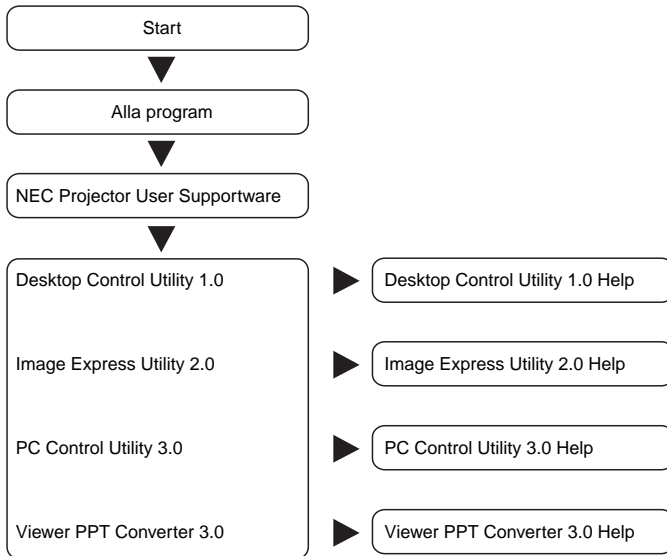 Start
Alla program
NEC Projector User Supportware
Desktop Control Utility 1.0
Desktop Control Utility 1.0 Help
Image Express Utility 2.0
Image Express Utility 2.0 Help
PC Control Utility 3.0
PC Control Utility 3.0 Help
Viewer PPT Converter 3.0
Viewer PPT Converter 3.0 Help